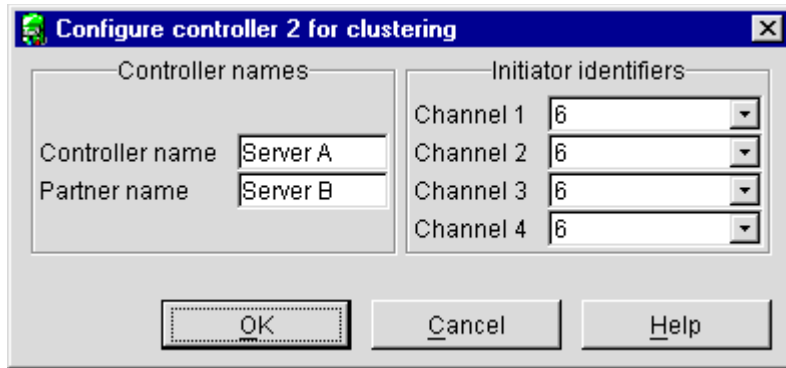 Configure controller 2 for clustering
Controller names
Controller name Server A
Partner name Server B
Initiator identifiers
Channel 1 6
Channel 2 6
Channel 3 6
Channel 4 6
OK Cancel Help